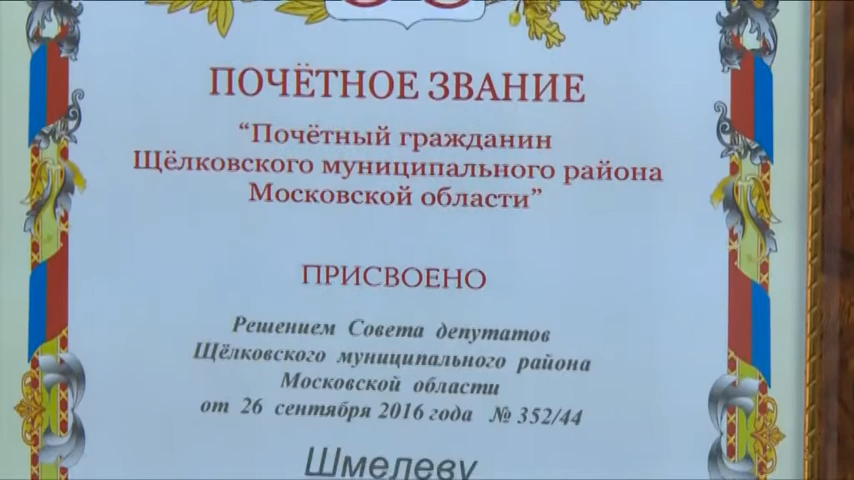 ПОЧЁТНОЕ ЗВАНИЕ
“Почётный гражданин
Щёлковского муниципального района
Московской области”
ПРИСВОЕНО
Решением Совета депутатов
Щёлковского муниципального района
Московской области
от 26 сентября 2016 года № 352/44
Шмелеву